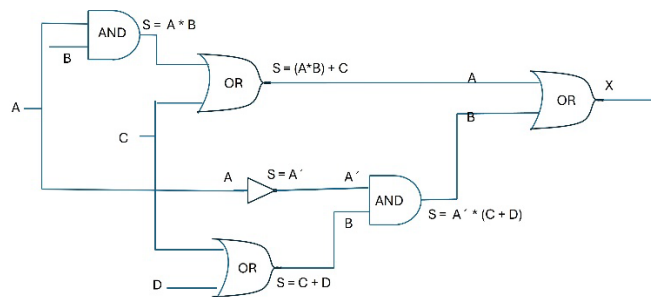 AND
S = A * B
B
OR
S = (A*B) + C
A
OR
X
A
B
C
A
S = A´
A´
AND
B
S = A´ * (C + D)
OR
D
S = C + D